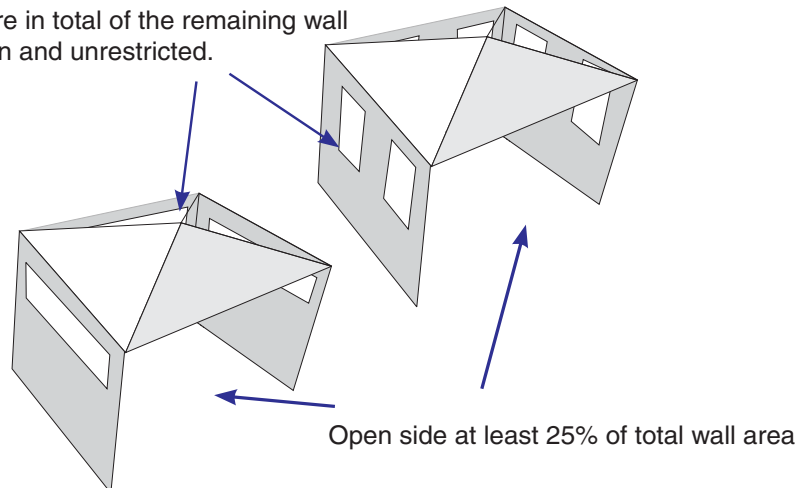 re in total of the remaining wall
n and unrestricted.
Open side at least 25% of total wall area